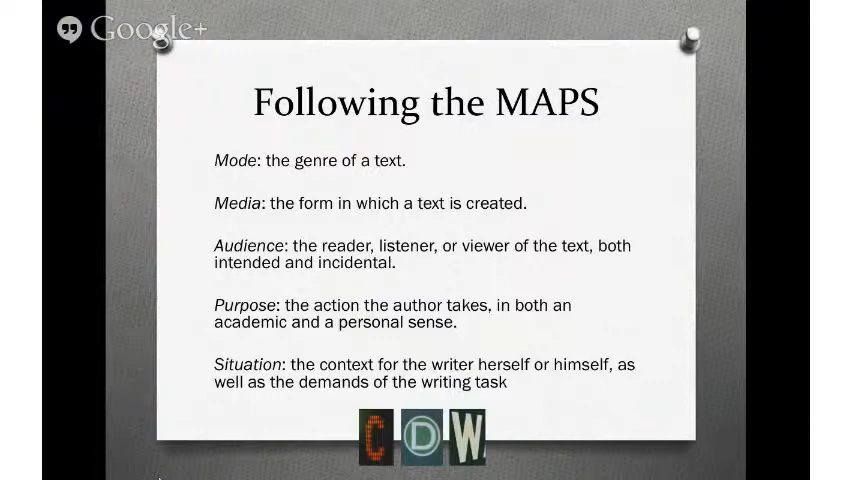 Google+
Following the MAPS
Mode: the genre of a text.
Media: the form in which a text is created.
Audience: the reader, listener, or viewer of the text, both
intended and incidental.
Purpose: the action the author takes, in both an
academic and a personal sense.
Situation: the context for the writer herself or himself, as
well as the demands of the writing task
C D W